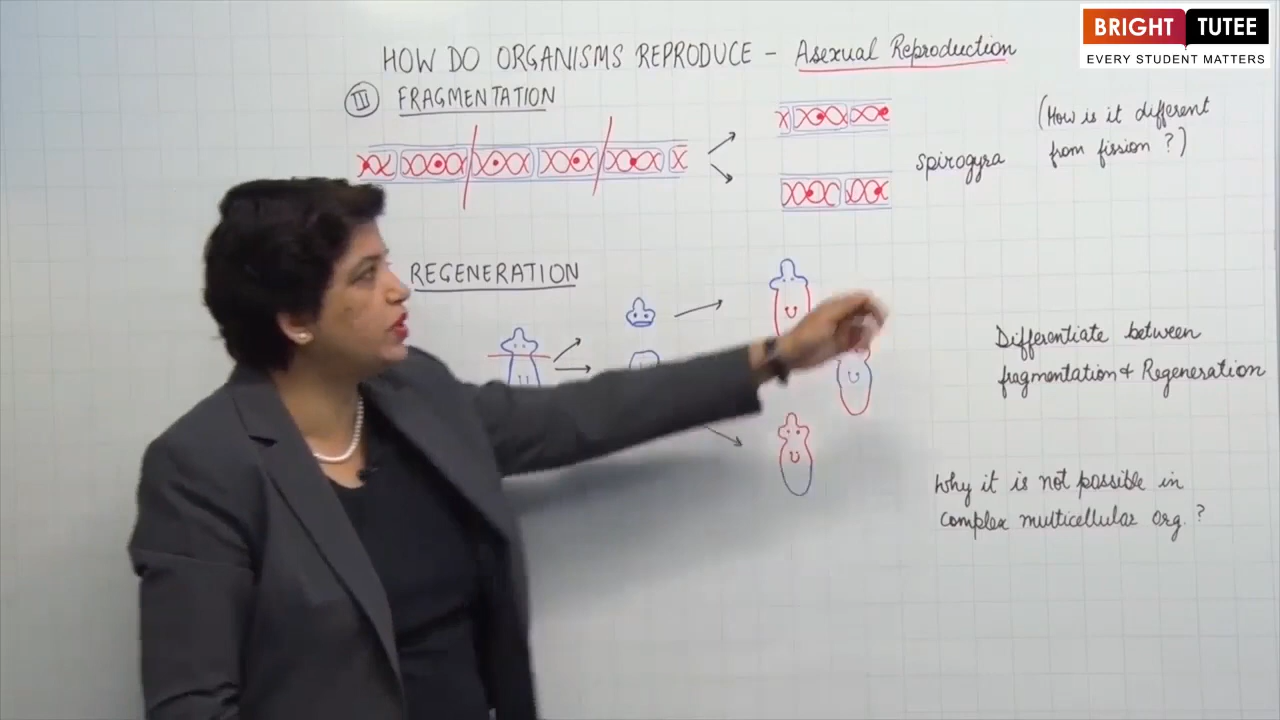 BRIGHT TUTEE
EVERY STUDENT MATTERS
HOW DO ORGANISMS REPRODUCE - Asexual Reproduction
III FRAGMENTATION
(How is it different
from fission ?)
Spirogyra
REGENERATION
Differentiate between
fragmentation & Regeneration
Why it is not possible in
complex multicellular org. ?